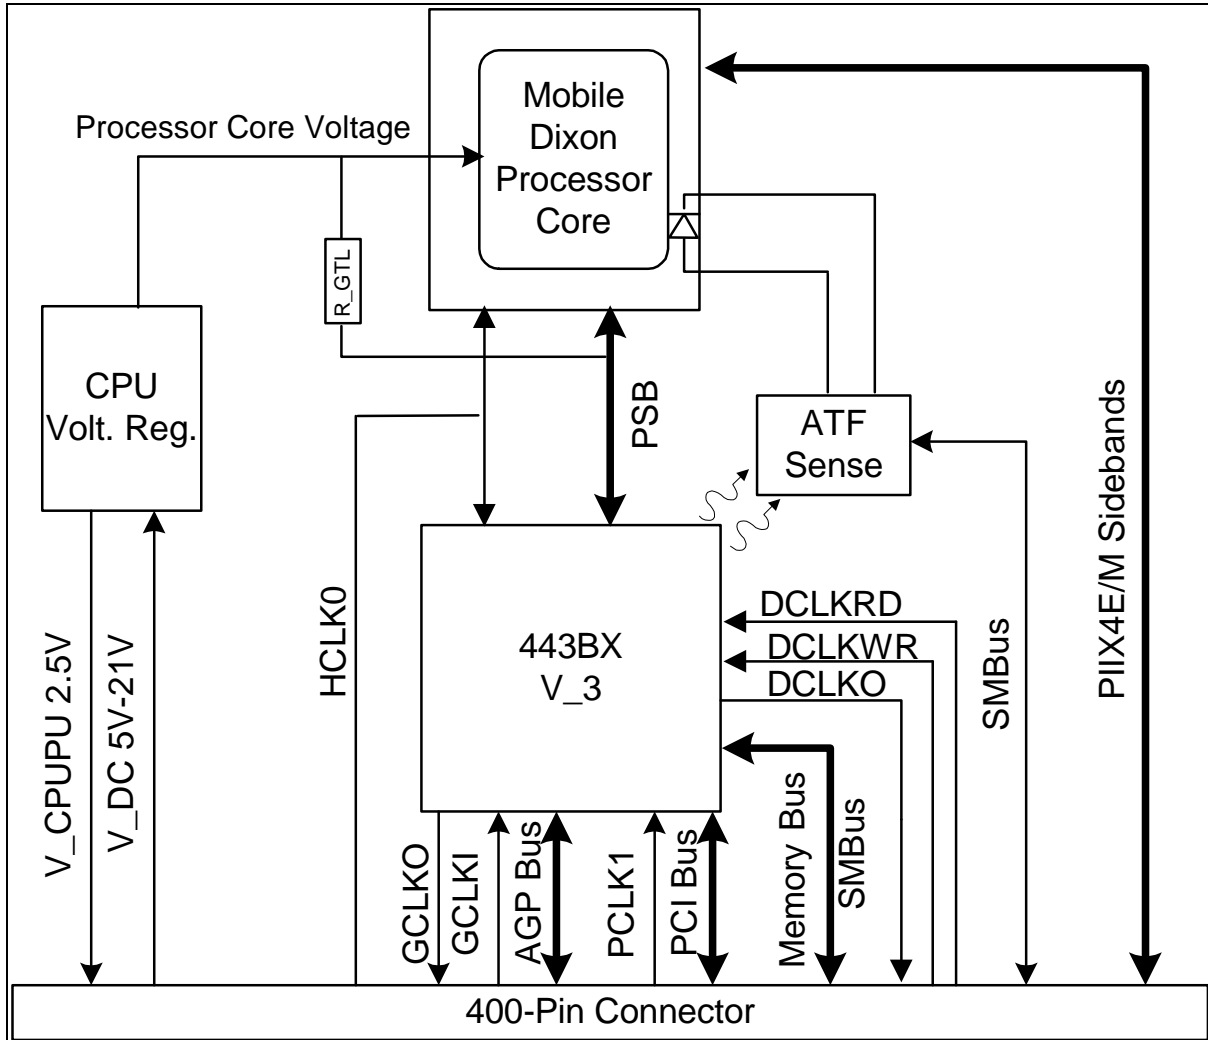 Mobile
Dixon
Processor
Core
Processor Core Voltage
R_GTL
CPU
Volt. Reg.
PSB
ATF
Sense
PIIX4E/M Sidebands
HCLK0
443BX
V_3
DCLKRD
DCLKWR
DCLKO
SMBus
V_CPUPU 2.5V
V_DC 5V-21V
GCLKO
GCLKI
AGP Bus
PCLK1
PCI Bus
Memory Bus
SMBus
400-Pin Connector